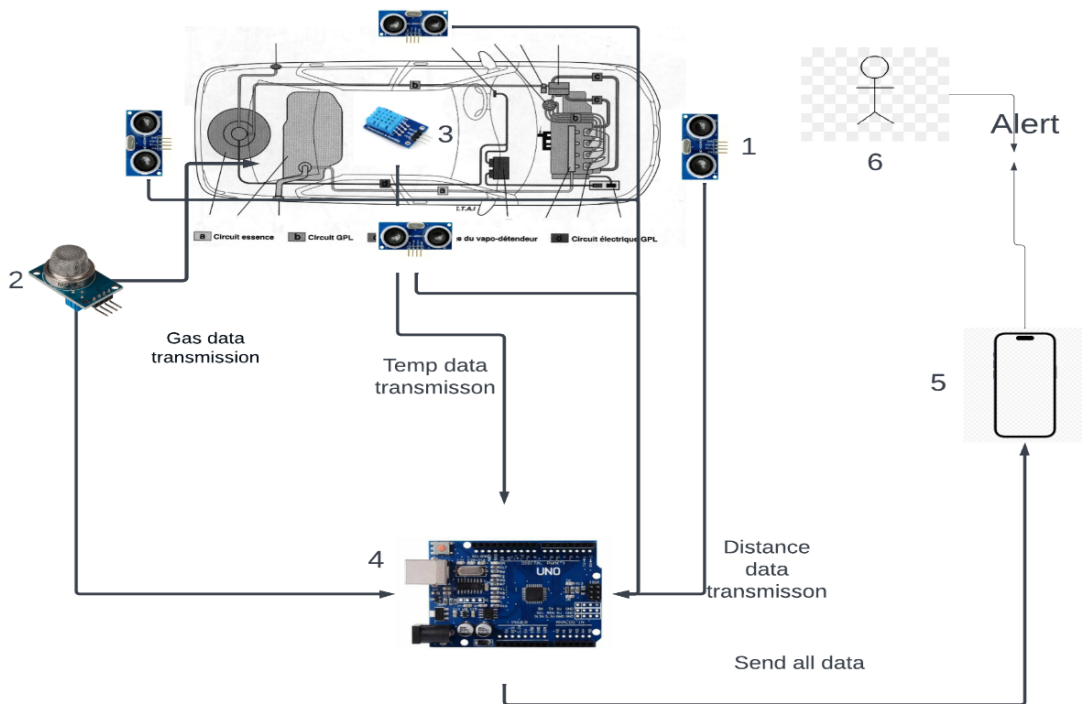 3
1
6
Alert
I.T.A.I
a Circuit essence b Circuit GPL s du vapo-détendeur d Circuit électrique GPL
2
Gas data
transmission
Temp data
transmisson
5
4
UNO
Distance
data
transmisson
Send all data